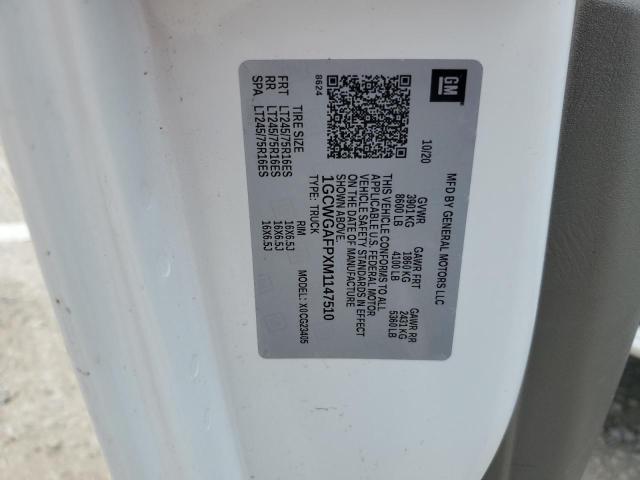 GM
MFD BY GENERAL MOTORS LLC
10/20 GVWR GAWR FRT GAWR RR
3901 KG 1860 KG 2431 KG
8600 LB 4100 LB 5360 LB
THIS VEHICLE CONFORMS TO ALL
APPLICABLE U.S. FEDERAL MOTOR
VEHICLE SAFETY STANDARDS IN EFFECT
ON THE DATE OF MANUFACTURE
SHOWN ABOVE.
1GCWGAFPXM1147510
TYPE: TRUCK MODEL: X0CG23405
8624 TIRE SIZE RIM
FRT LT245/75R16ES 16X6.5J
RR LT245/75R16ES 16X6.5J
SPA LT245/75R16ES 16X6.5J